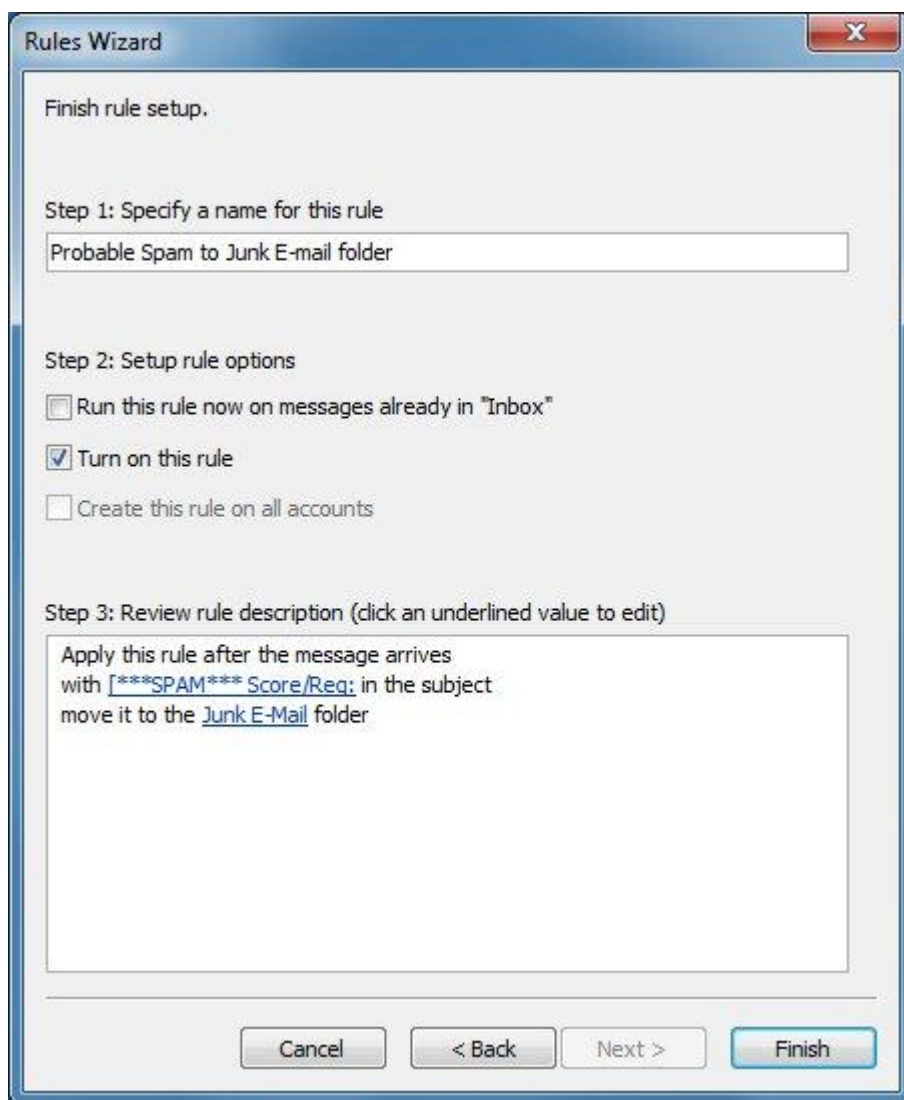 Rules Wizard
Finish rule setup.
Step 1: Specify a name for this rule
Probable Spam to Junk E-mail folder
Step 2: Setup rule options
Run this rule now on messages already in "Inbox"
Turn on this rule
Create this rule on all accounts
Step 3: Review rule description (click an underlined value to edit)
Apply this rule after the message arrives
with [***SPAM*** Score/Req: in the subject
move it to the Junk E-Mail folder
Cancel
< Back
Next >
Finish